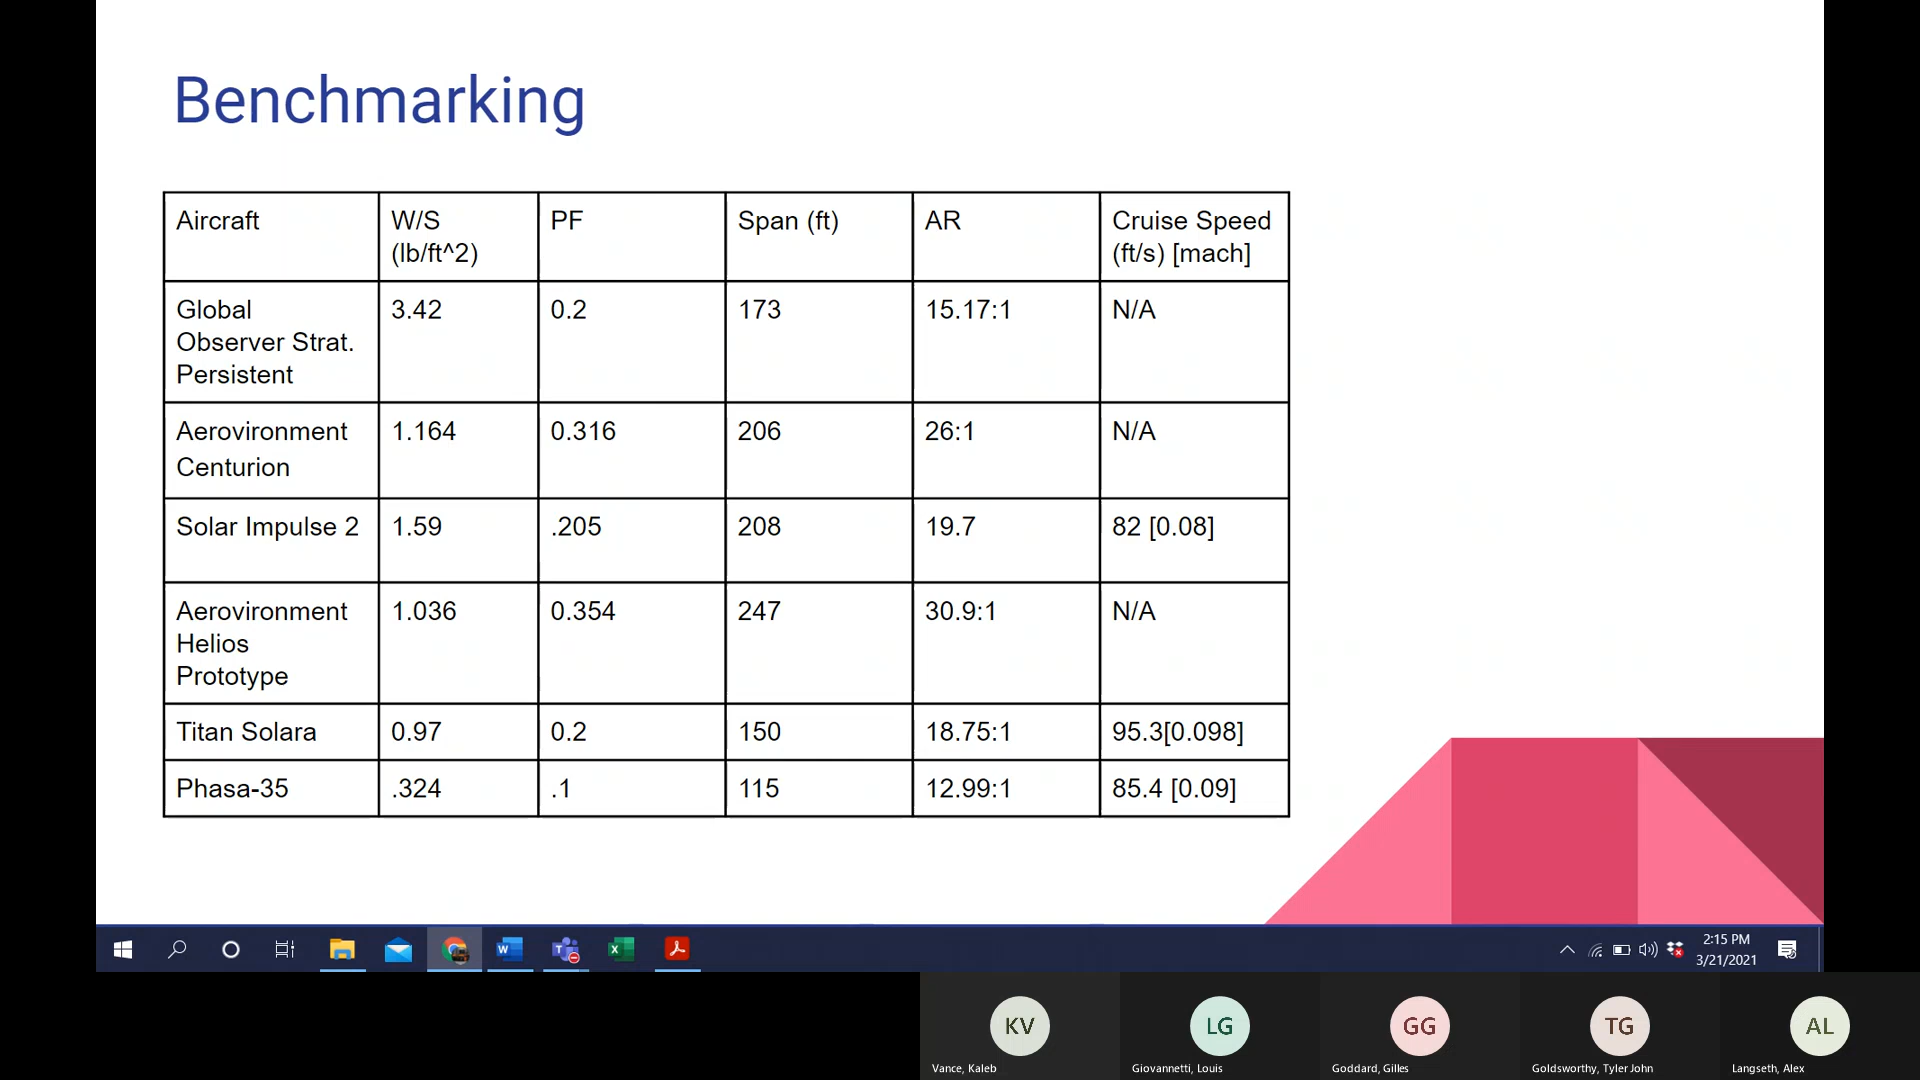 Benchmarking
Aircraft
W/S
(lb/ft^2)
PF
Span (ft)
AR
Cruise Speed
(ft/s) [mach]
Global
Observer Strat.
Persistent
3.42
0.2
173
15.17:1
N/A
Aerovironment
Centurion
1.164
0.316
206
26:1
N/A
Solar Impulse 2
1.59
.205
208
19.7
82 [0.08]
Aerovironment
Helios
Prototype
1.036
0.354
247
30.9:1
N/A
Titan Solara
0.97
0.2
150
18.75:1
95.3[0.098]
Phasa-35
.324
.1
115
12.99:1
85.4 [0.09]
2:15 PM
3/21/2021
KV
LG
GG
TG
AL
Vance, Kaleb
Giovannetti, Louis
Goddard, Gilles
Goldsworthy, Tyler John
Langseth, Alex